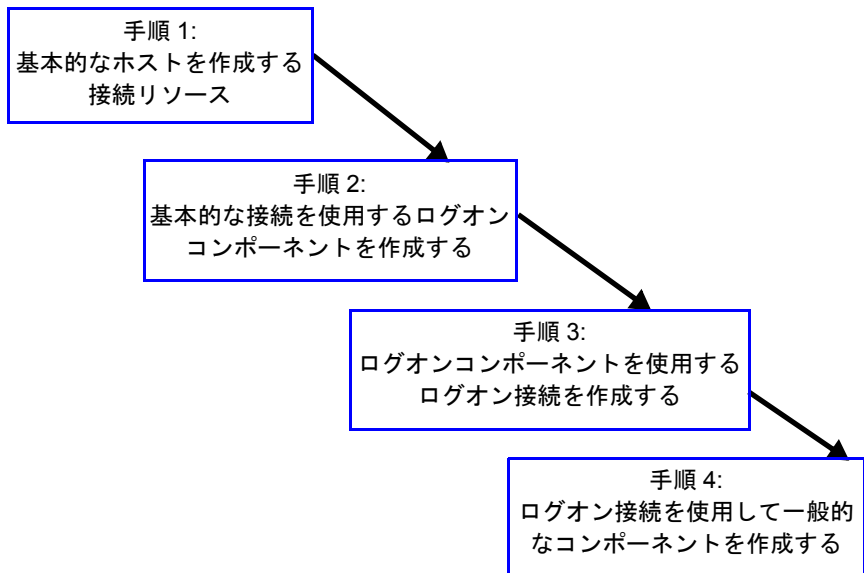 手順 1:
基本的なホストを作成する
接続リソース
手順 2:
基本的な接続を使用するログオン
コンポーネントを作成する
手順 3:
ログオンコンポーネントを使用する
ログオン接続を作成する
手順 4:
ログオン接続を使用して一般的
なコンポーネントを作成する